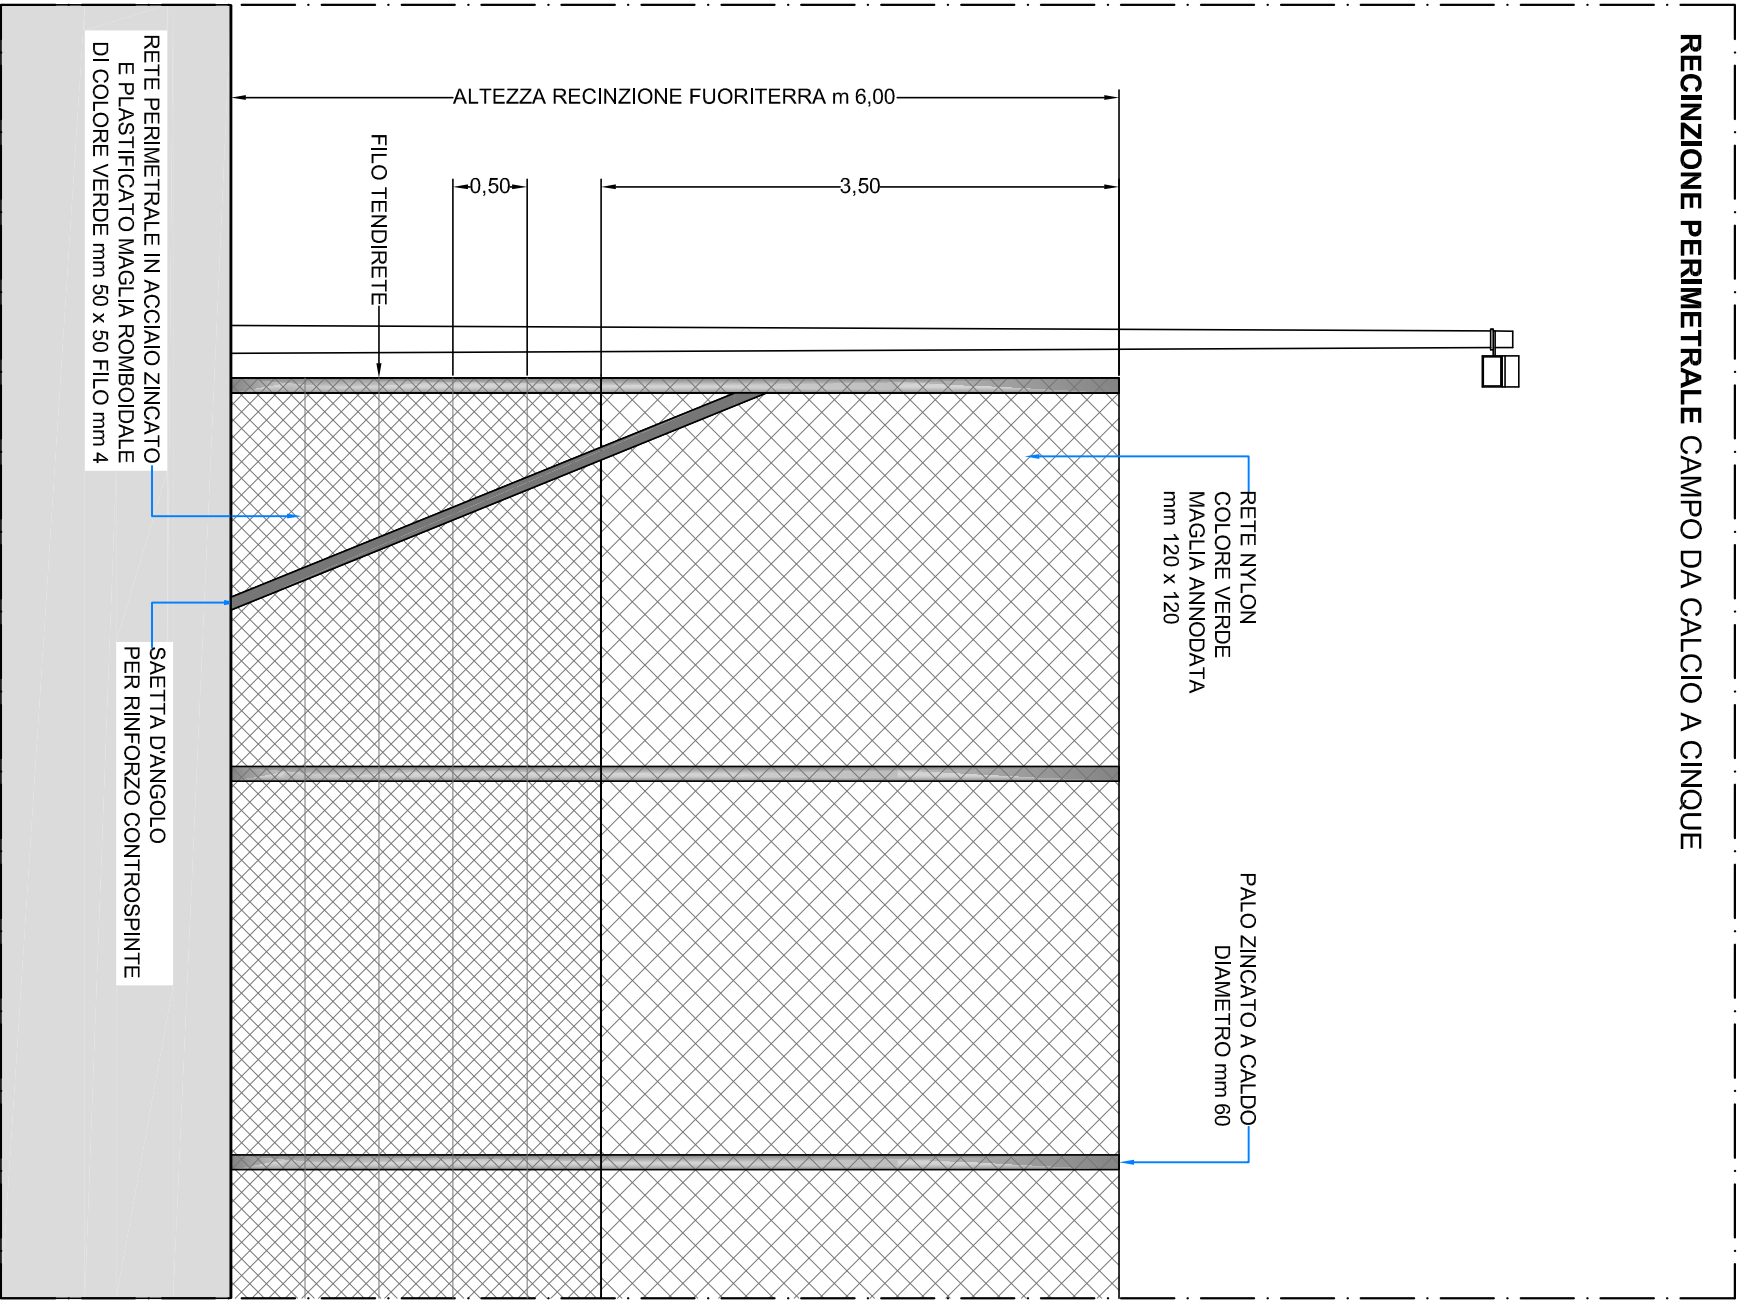 RECINZIONE PERIMETRALE CAMPO DA CALCIO A CINQUE
RETE NYLON
COLORE VERDE
MAGLIA ANNODATA
mm 120 x 120
PALO ZINCATO A CALDO
DIAMETRO mm 60
ALTEZZA RECINZIONE FUORITERRA m 6,00
3,50
0,50
FILO TENDIRETE
RETE PERIMETRALE IN ACCIAIO ZINCATO
E PLASTIFICATO MAGLIA ROMBOIDALE
DI COLORE VERDE mm 50 x 50 FILO mm 4
SAETTA D'ANGOLO
PER RINFORZO CONTROSPINTE